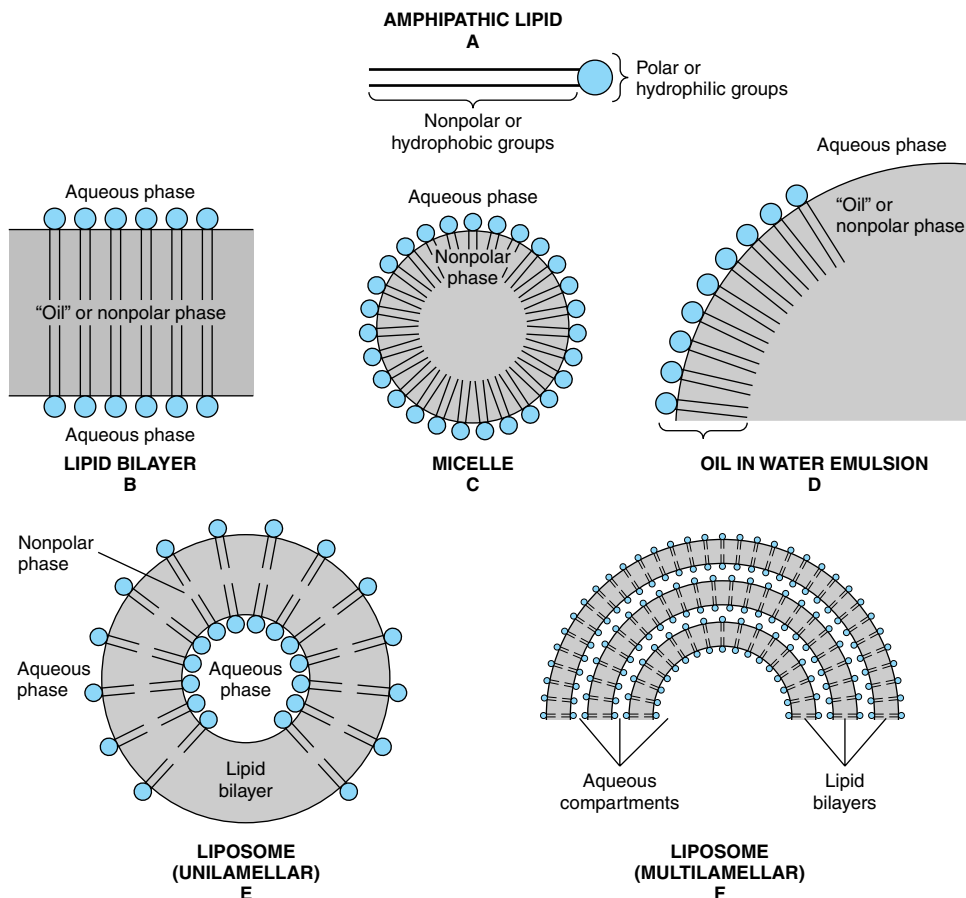 AMPHIPATHIC LIPID
A
Polar or
hydrophilic groups
Nonpolar or
hydrophobic groups
Aqueous phase
“Oil” or nonpolar phase
Aqueous phase
LIPID BILAYER
B
Aqueous phase
Nonpolar
phase
MICELLE
C
Aqueous phase
“Oil” or
nonpolar phase
OIL IN WATER EMULSION
D
Nonpolar
phase
Aqueous
phase
Aqueous
phase
Lipid
bilayer
LIPOSOME
(UNILAMELLAR)
E
Aqueous
compartments
Lipid
bilayers
LIPOSOME
(MULTILAMELLAR)
F